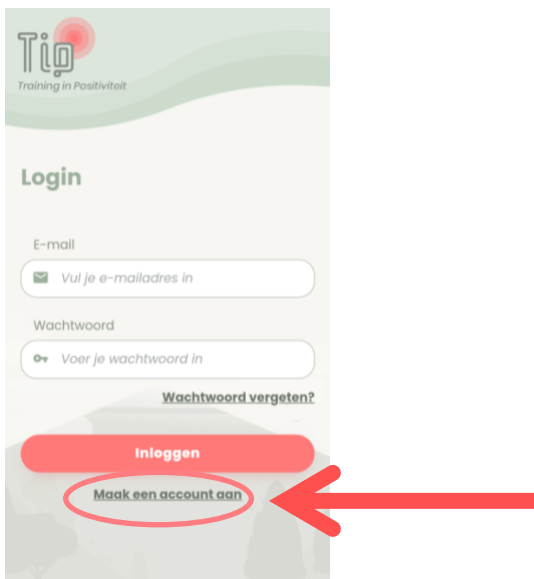 Tip
Training in Positiviteit
Login
E-mail
Vul je e-mailadres in
Wachtwoord
Voer je wachtwoord in
Wachtwoord vergeten?
Inloggen
Maak een account aan